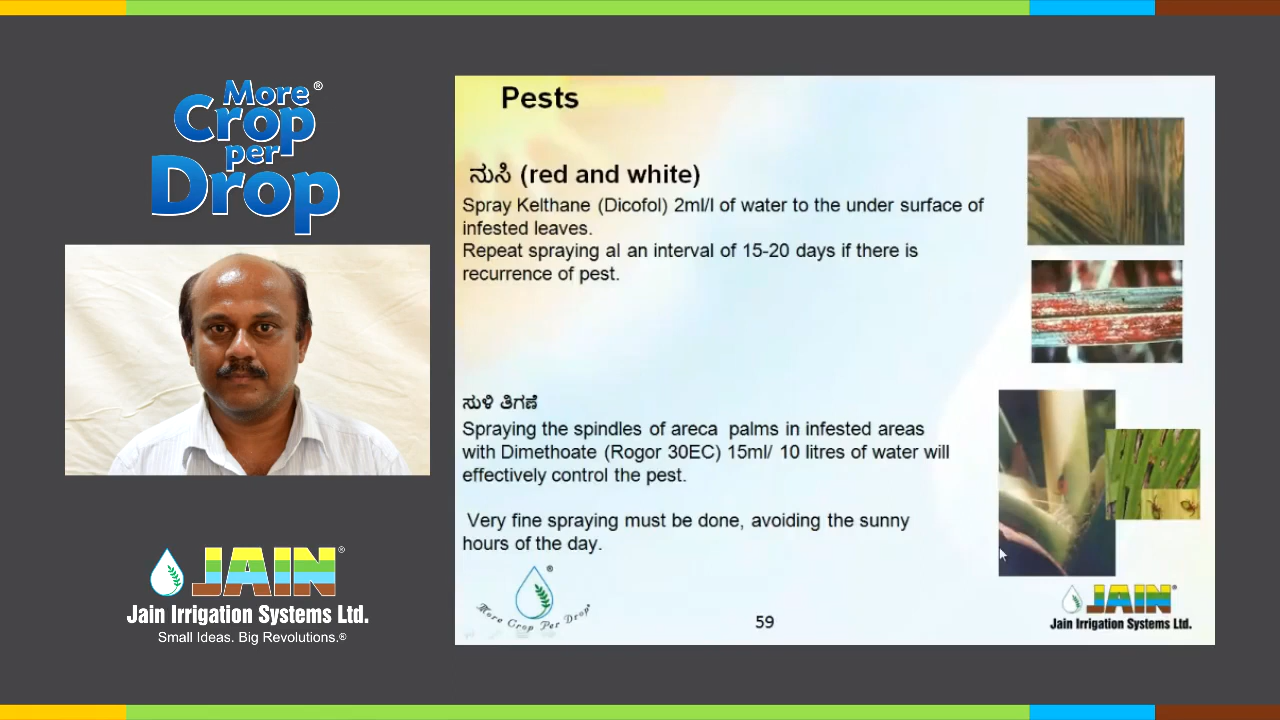 More®
Crop
per
Drop
JAIN®
Jain Irrigation Systems Ltd.
Small Ideas. Big Revolutions.®
Pests
ನುಸಿ (red and white)
Spray Kelthane (Dicofol) 2ml/l of water to the under surface of
infested leaves.
Repeat spraying al an interval of 15-20 days if there is
recurrence of pest.
ಸುಳಿ ತಿಗಣೆ
Spraying the spindles of areca palms in infested areas
with Dimethoate (Rogor 30EC) 15ml/ 10 litres of water will
effectively control the pest.
Very fine spraying must be done, avoiding the sunny
hours of the day.
®
More Crop Per Drop®
59
JAIN®
Jain Irrigation Systems Ltd.